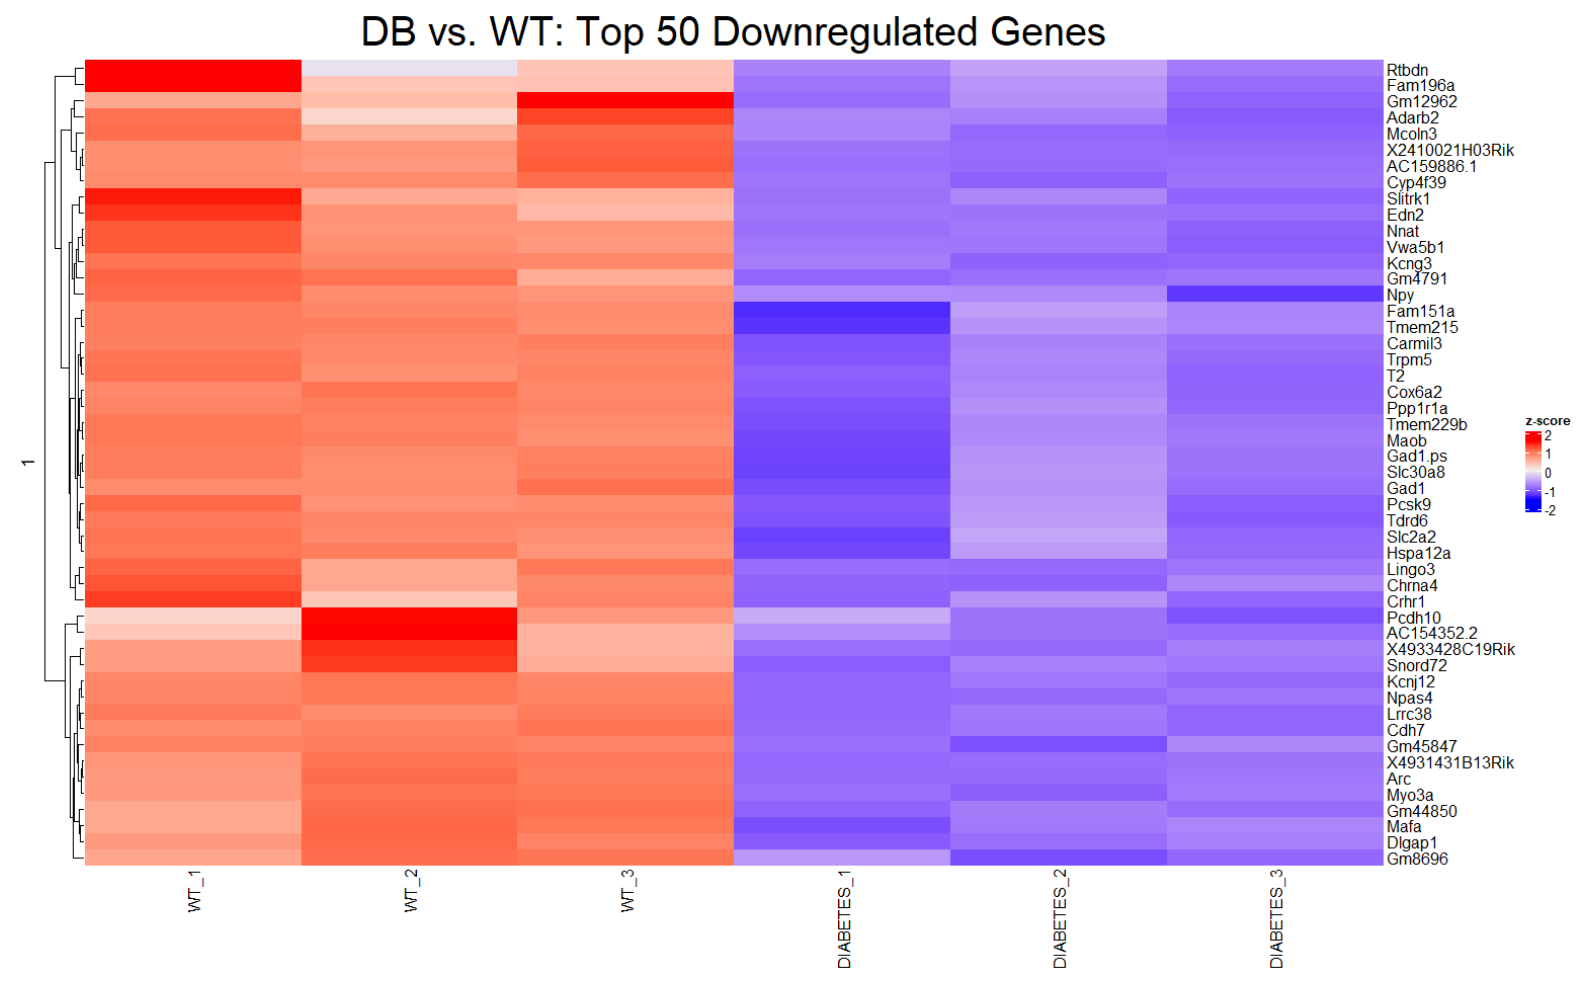 DB vs. WT: Top 50 Downregulated Genes
1
Rtbdn
Fam196a
Gm12962
Adarb2
Mcoln3
X2410021H03Rik
AC159886.1
Cyp4f39
Slitrk1
Edn2
Nnat
Vwa5b1
Kcng3
Gm4791
Npy
Fam151a
Tmem215
Carmil3
Trpm5
T2
Cox6a2
Ppp1r1a
Tmem229b
Maob
Gad1.ps
Slc30a8
Gad1
Pcsk9
Tdrd6
Slc2a2
Hspa12a
Lingo3
Chrna4
Crhr1
Pcdh10
AC154352.2
X4933428C19Rik
Snord72
Kcnj12
Npas4
Lrrc38
Cdh7
Gm45847
X4931431B13Rik
Arc
Myo3a
Gm44850
Mafa
Dlgap1
Gm8696
z-score
2
1
0
-1
-2
WT_1
WT_2
WT_3
DIABETES_1
DIABETES_2
DIABETES_3